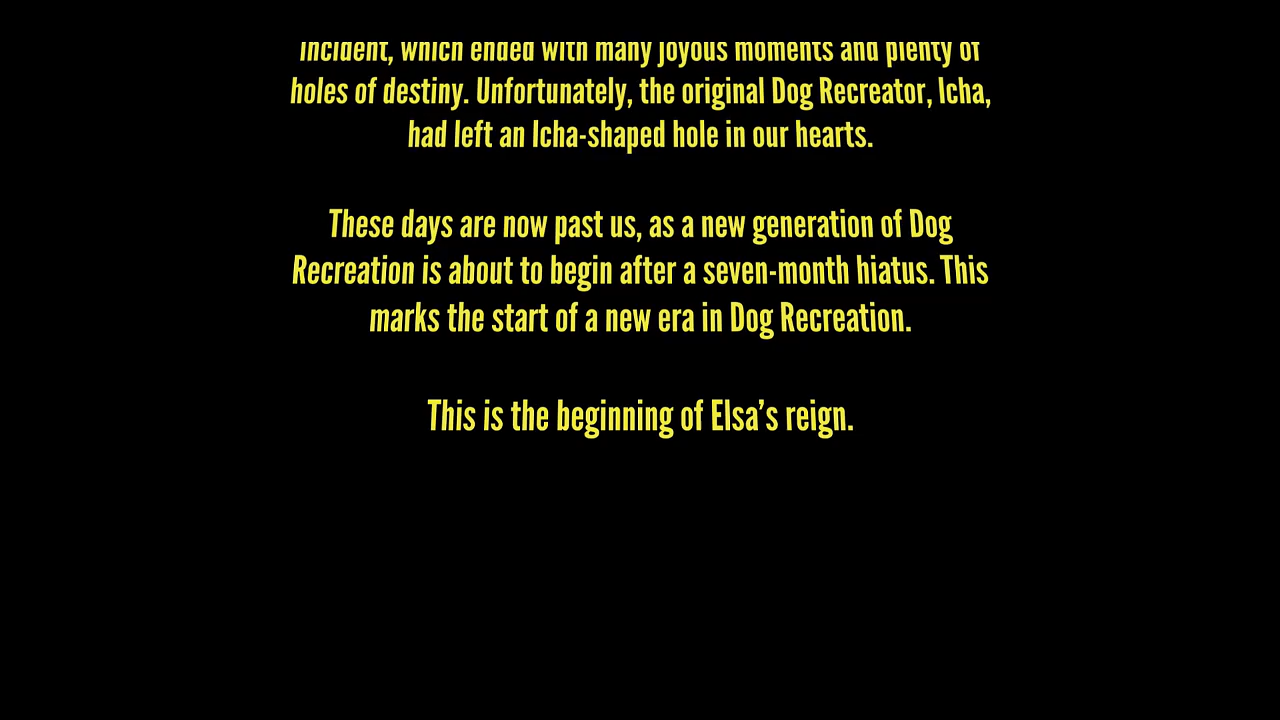 incident, which ended with many joyous moments and plenty of
holes of destiny. Unfortunately, the original Dog Recreator, Icha,
had left an Icha-shaped hole in our hearts.
These days are now past us, as a new generation of Dog
Recreation is about to begin after a seven-month hiatus. This
marks the start of a new era in Dog Recreation.
This is the beginning of Elsa’s reign.